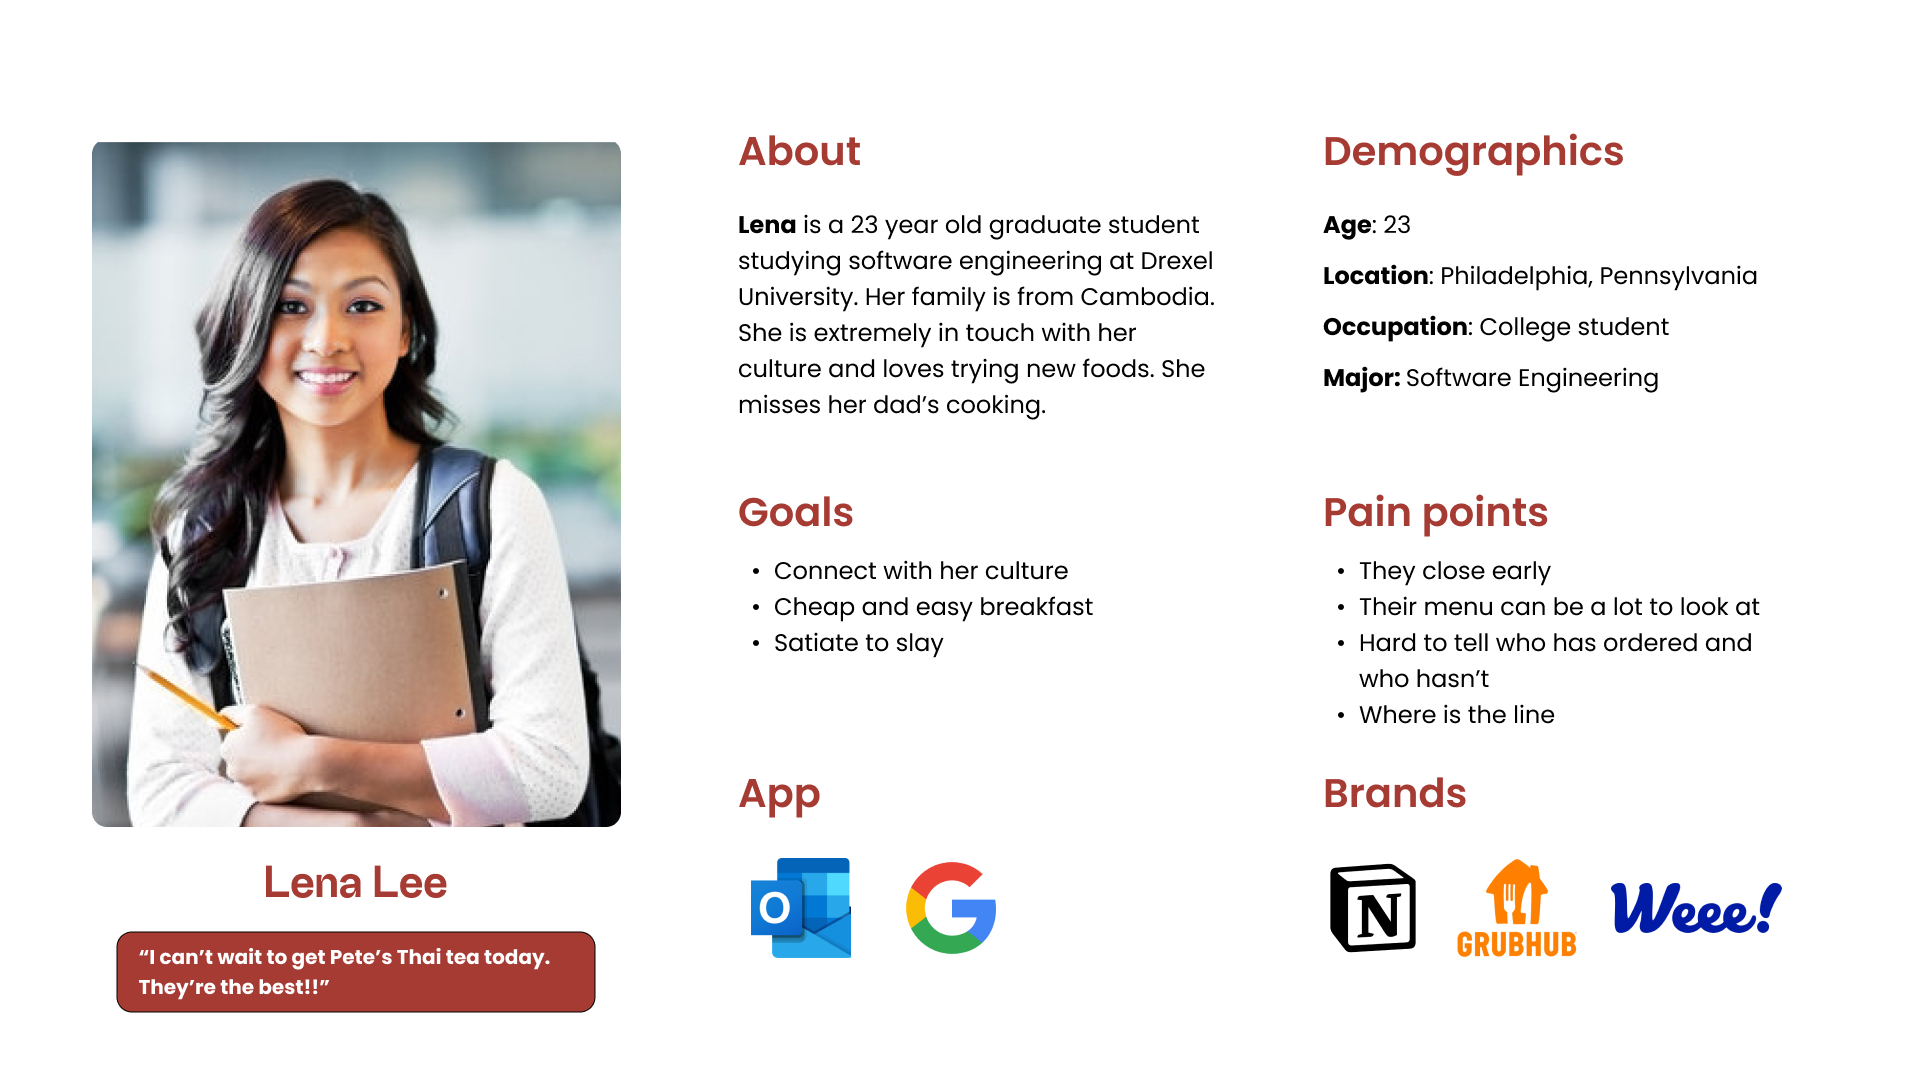 About
Lena is a 23 year old graduate student
studying software engineering at Drexel
University. Her family is from Cambodia.
She is extremely in touch with her
culture and loves trying new foods. She
misses her dad’s cooking.
Demographics
Age: 23
Location: Philadelphia, Pennsylvania
Occupation: College student
Major: Software Engineering
Goals
• Connect with her culture
• Cheap and easy breakfast
• Satiate to slay
Pain points
• They close early
• Their menu can be a lot to look at
• Hard to tell who has ordered and
who hasn’t
• Where is the line
App
O
G
Brands
N
GRUBHUB
Weee!
Lena Lee
“I can’t wait to get Pete’s Thai tea today.
They’re the best!!”